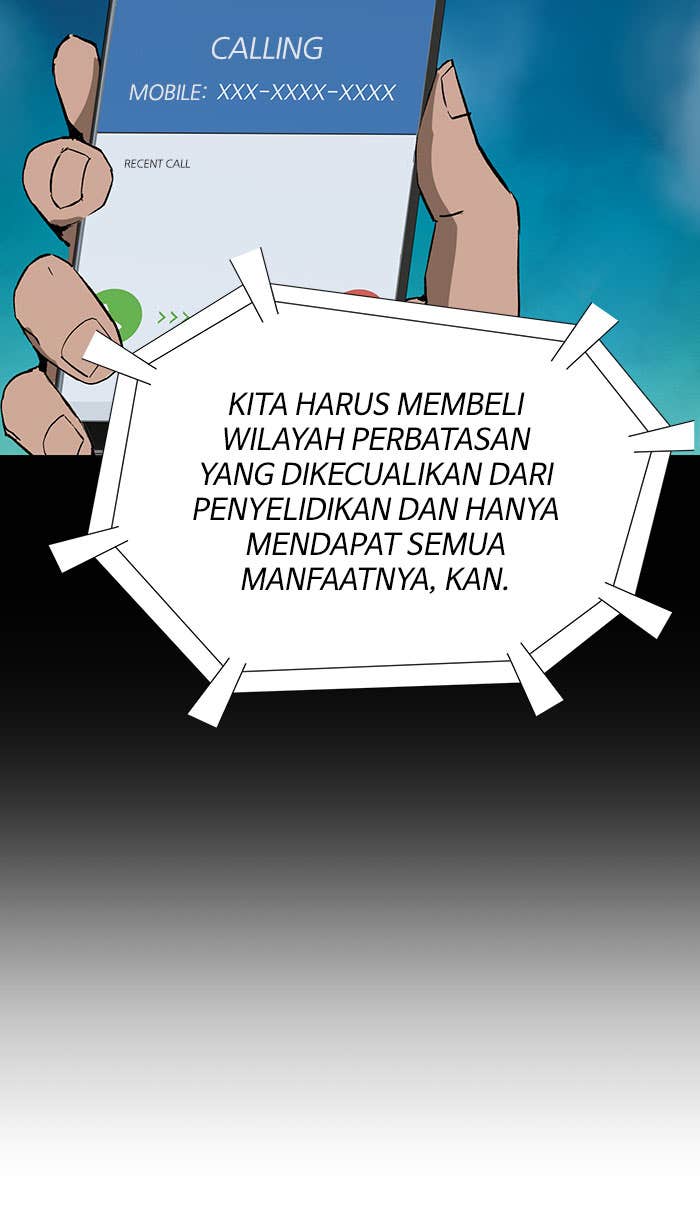 CALLING
MOBILE: XXX-XXXX-XXXX
RECENT CALL
KITA HARUS MEMBELI
WILAYAH PERBATASAN
YANG DIKECUALIKAN DARI
PENYELIDIKAN DAN HANYA
MENDAPAT SEMUA
MANFAATNYA, KAN.